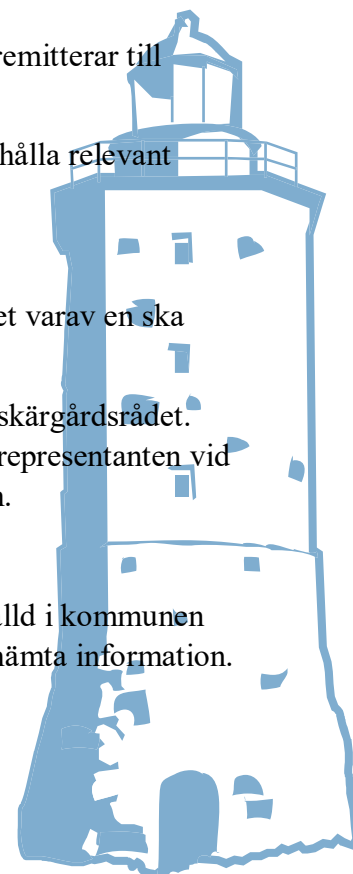 remitterar till
hålla relevant
et varav en ska
skärgårdsrådet.
representanten vid
lld i kommunen
nämta information.